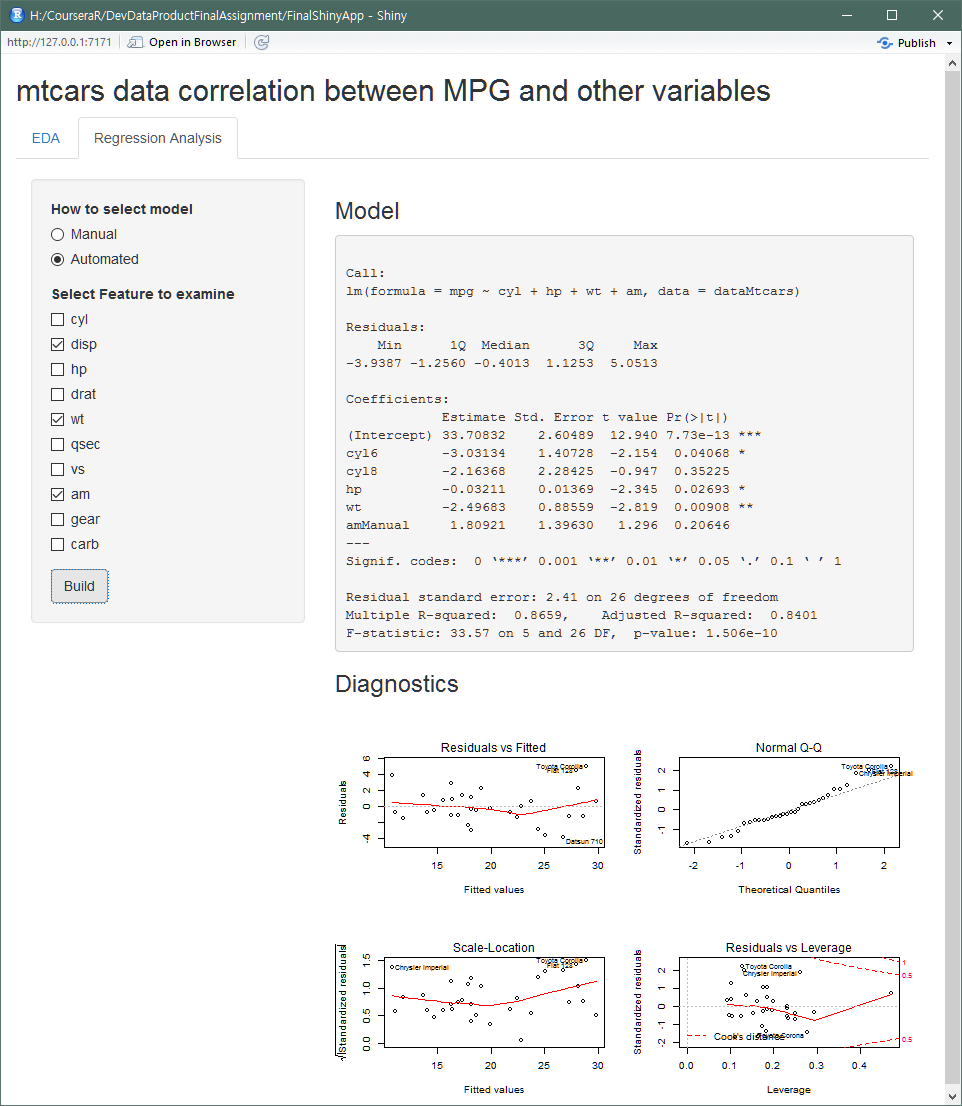 H:/CourseraR/DevDataProductFinalAssignment/FinalShinyApp - Shiny
http://127.0.0.1:7171 Open in Browser Publish
mtcars data correlation between MPG and other variables
EDA Regression Analysis
How to select model
Manual
Automated
Select Feature to examine
cyl
disp
hp
drat
wt
qsec
vs
am
gear
carb
Build
Model
Call:
lm(formula = mpg ~ cyl + hp + wt + am, data = dataMtcars)
Residuals:
Min 1Q Median 3Q Max
-3.9387 -1.2560 -0.4013 1.1253 5.0513
Coefficients:
Estimate Std. Error t value Pr(>|t|)
(Intercept) 33.70832 2.60489 12.940 7.73e-13 ***
cyl6 -3.03134 1.40728 -2.154 0.04068 *
cyl8 -2.16368 2.28425 -0.947 0.35225
hp -0.03211 0.01369 -2.345 0.02693 *
wt -2.49683 0.88559 -2.819 0.00908 **
amManual 1.80921 1.39630 1.296 0.20646
---
Signif. codes: 0 ‘***’ 0.001 ‘**’ 0.01 ‘*’ 0.05 ‘.’ 0.1 ‘ ’ 1
Residual standard error: 2.41 on 26 degrees of freedom
Multiple R-squared: 0.8659, Adjusted R-squared: 0.8401
F-statistic: 33.57 on 5 and 26 DF, p-value: 1.506e-10
Diagnostics
Residuals vs Fitted
Residuals
6
4
2
0
-4
Toyota Corolla
Fiat 128
Datsun 710
15 20 25 30
Fitted values
Normal Q-Q
Standardized residuals
2
1
0
-1
Toyota Corolla
Chrysler Imperial
-2 -1 0 1 2
Theoretical Quantiles
Scale-Location
√|Standardized residuals|
1.5
1.0
0.5
0.0
Chrysler Imperial
Toyota Corolla
Fiat 128
15 20 25 30
Fitted values
Residuals vs Leverage
Standardized residuals
2
1
0
-1
-2
Toyota Corolla
Chrysler Imperial
Toyota Corona
Cook's distance
1
0.5
0.5
0.0 0.1 0.2 0.3 0.4
Leverage